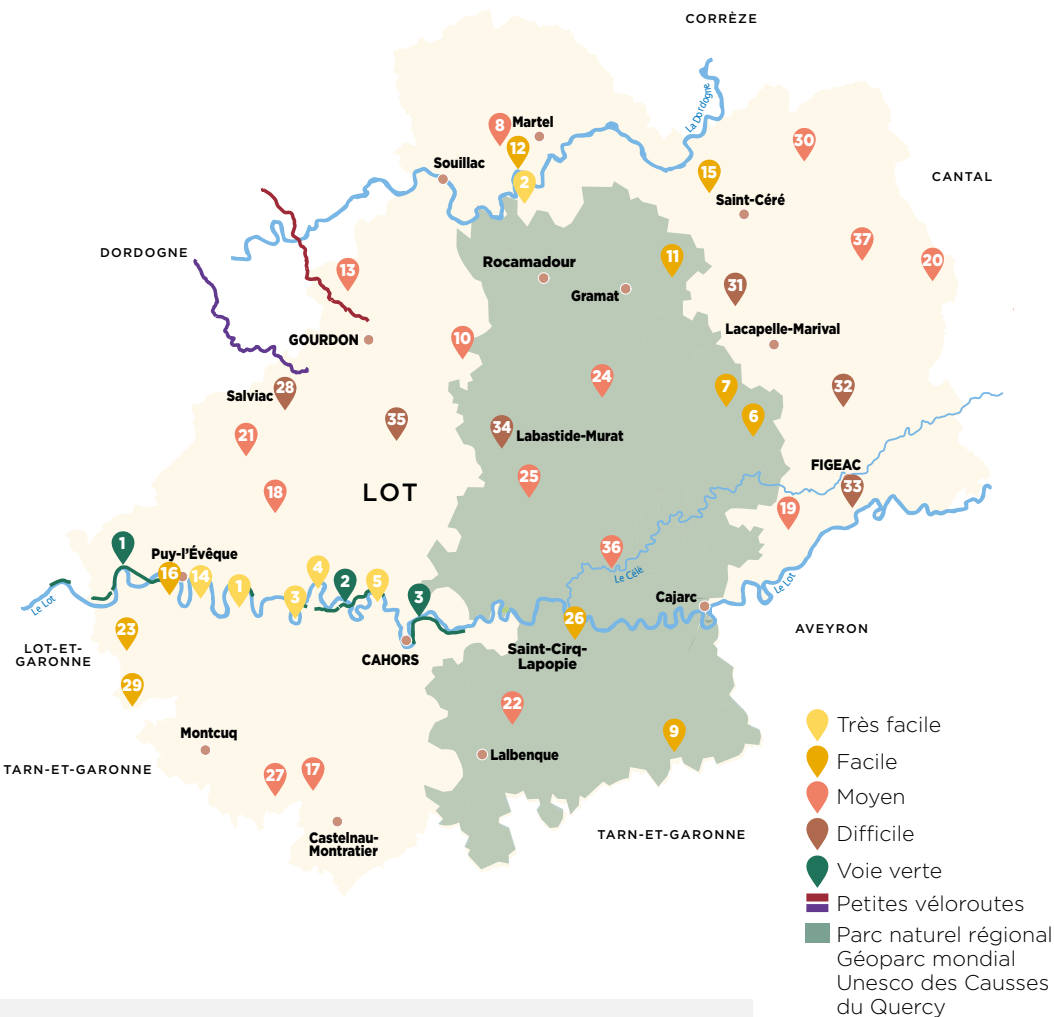 CORRÈZE
La Dordogne
8
Martel
30
12
Souillac
15
2
CANTAL
Saint-Céré
37
DORDOGNE
11
20
Rocamadour
13
31
Gramat
Lacapelle-Marival
GOURDON
10
24
7
28
32
Salviac
6
35
34
21
Labastide-Murat
FIGEAC
25
33
LOT
18
19
1
36
Puy-l'Évêque
4
Le Célé
16
14
2
5
Le Lot
1
3
3
Cajarc
Le Lot
26
23
AVEYRON
LOT-ET-
GARONNE
CAHORS
Saint-Cirq-
Lapopie
29
22
Montcuq
9
Très facile
Lalbenque
Facile
TARN-ET-GARONNE
27
17
Moyen
TARN-ET-GARONNE
Difficile
Castelnau-
Montratier
Voie verte
Petites véloroutes
Parc naturel régional
Géoparc mondial
Unesco des Causses
du Quercy